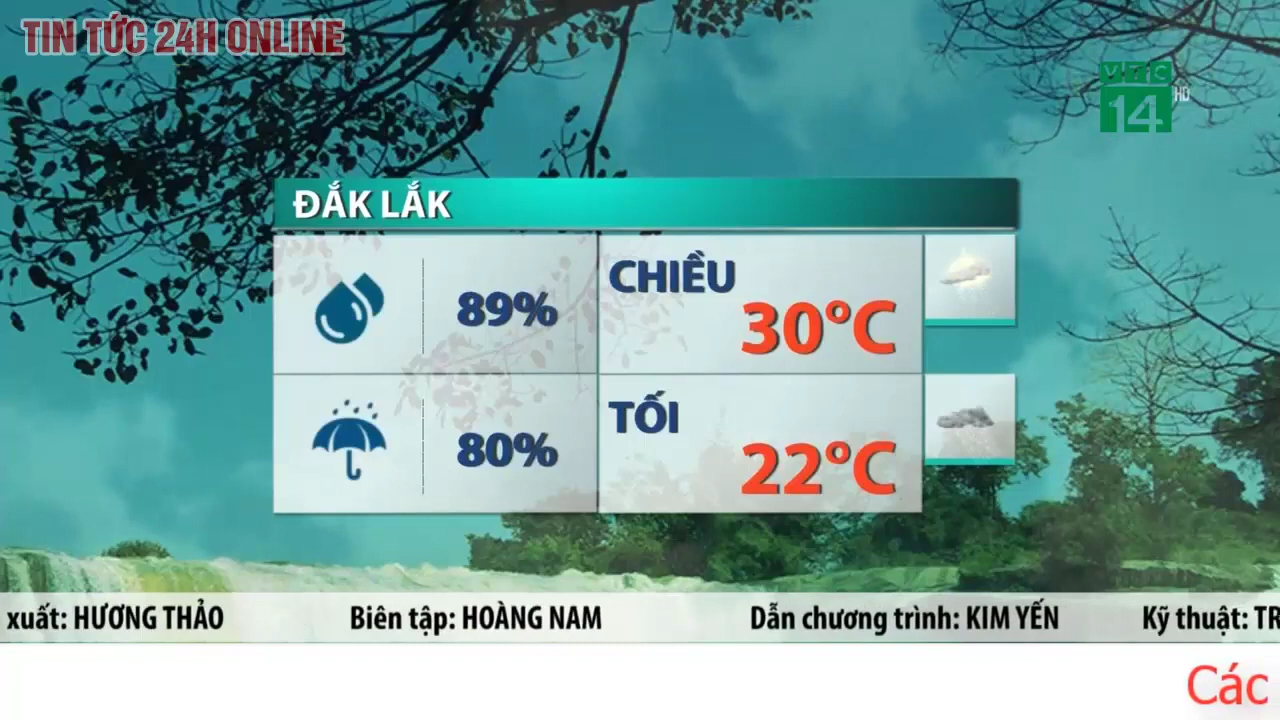 TIN TỨC 24H ONLINE
VTC
14 HD
ĐẮK LẮK
89%
CHIỀU
30°C
80%
TỐI
22°C
xuất: HƯƠNG THẢO Biên tập: HOÀNG NAM Dẫn chương trình: KIM YẾN Kỹ thuật: TR
Các